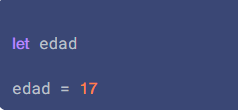 let edad
edad = 17